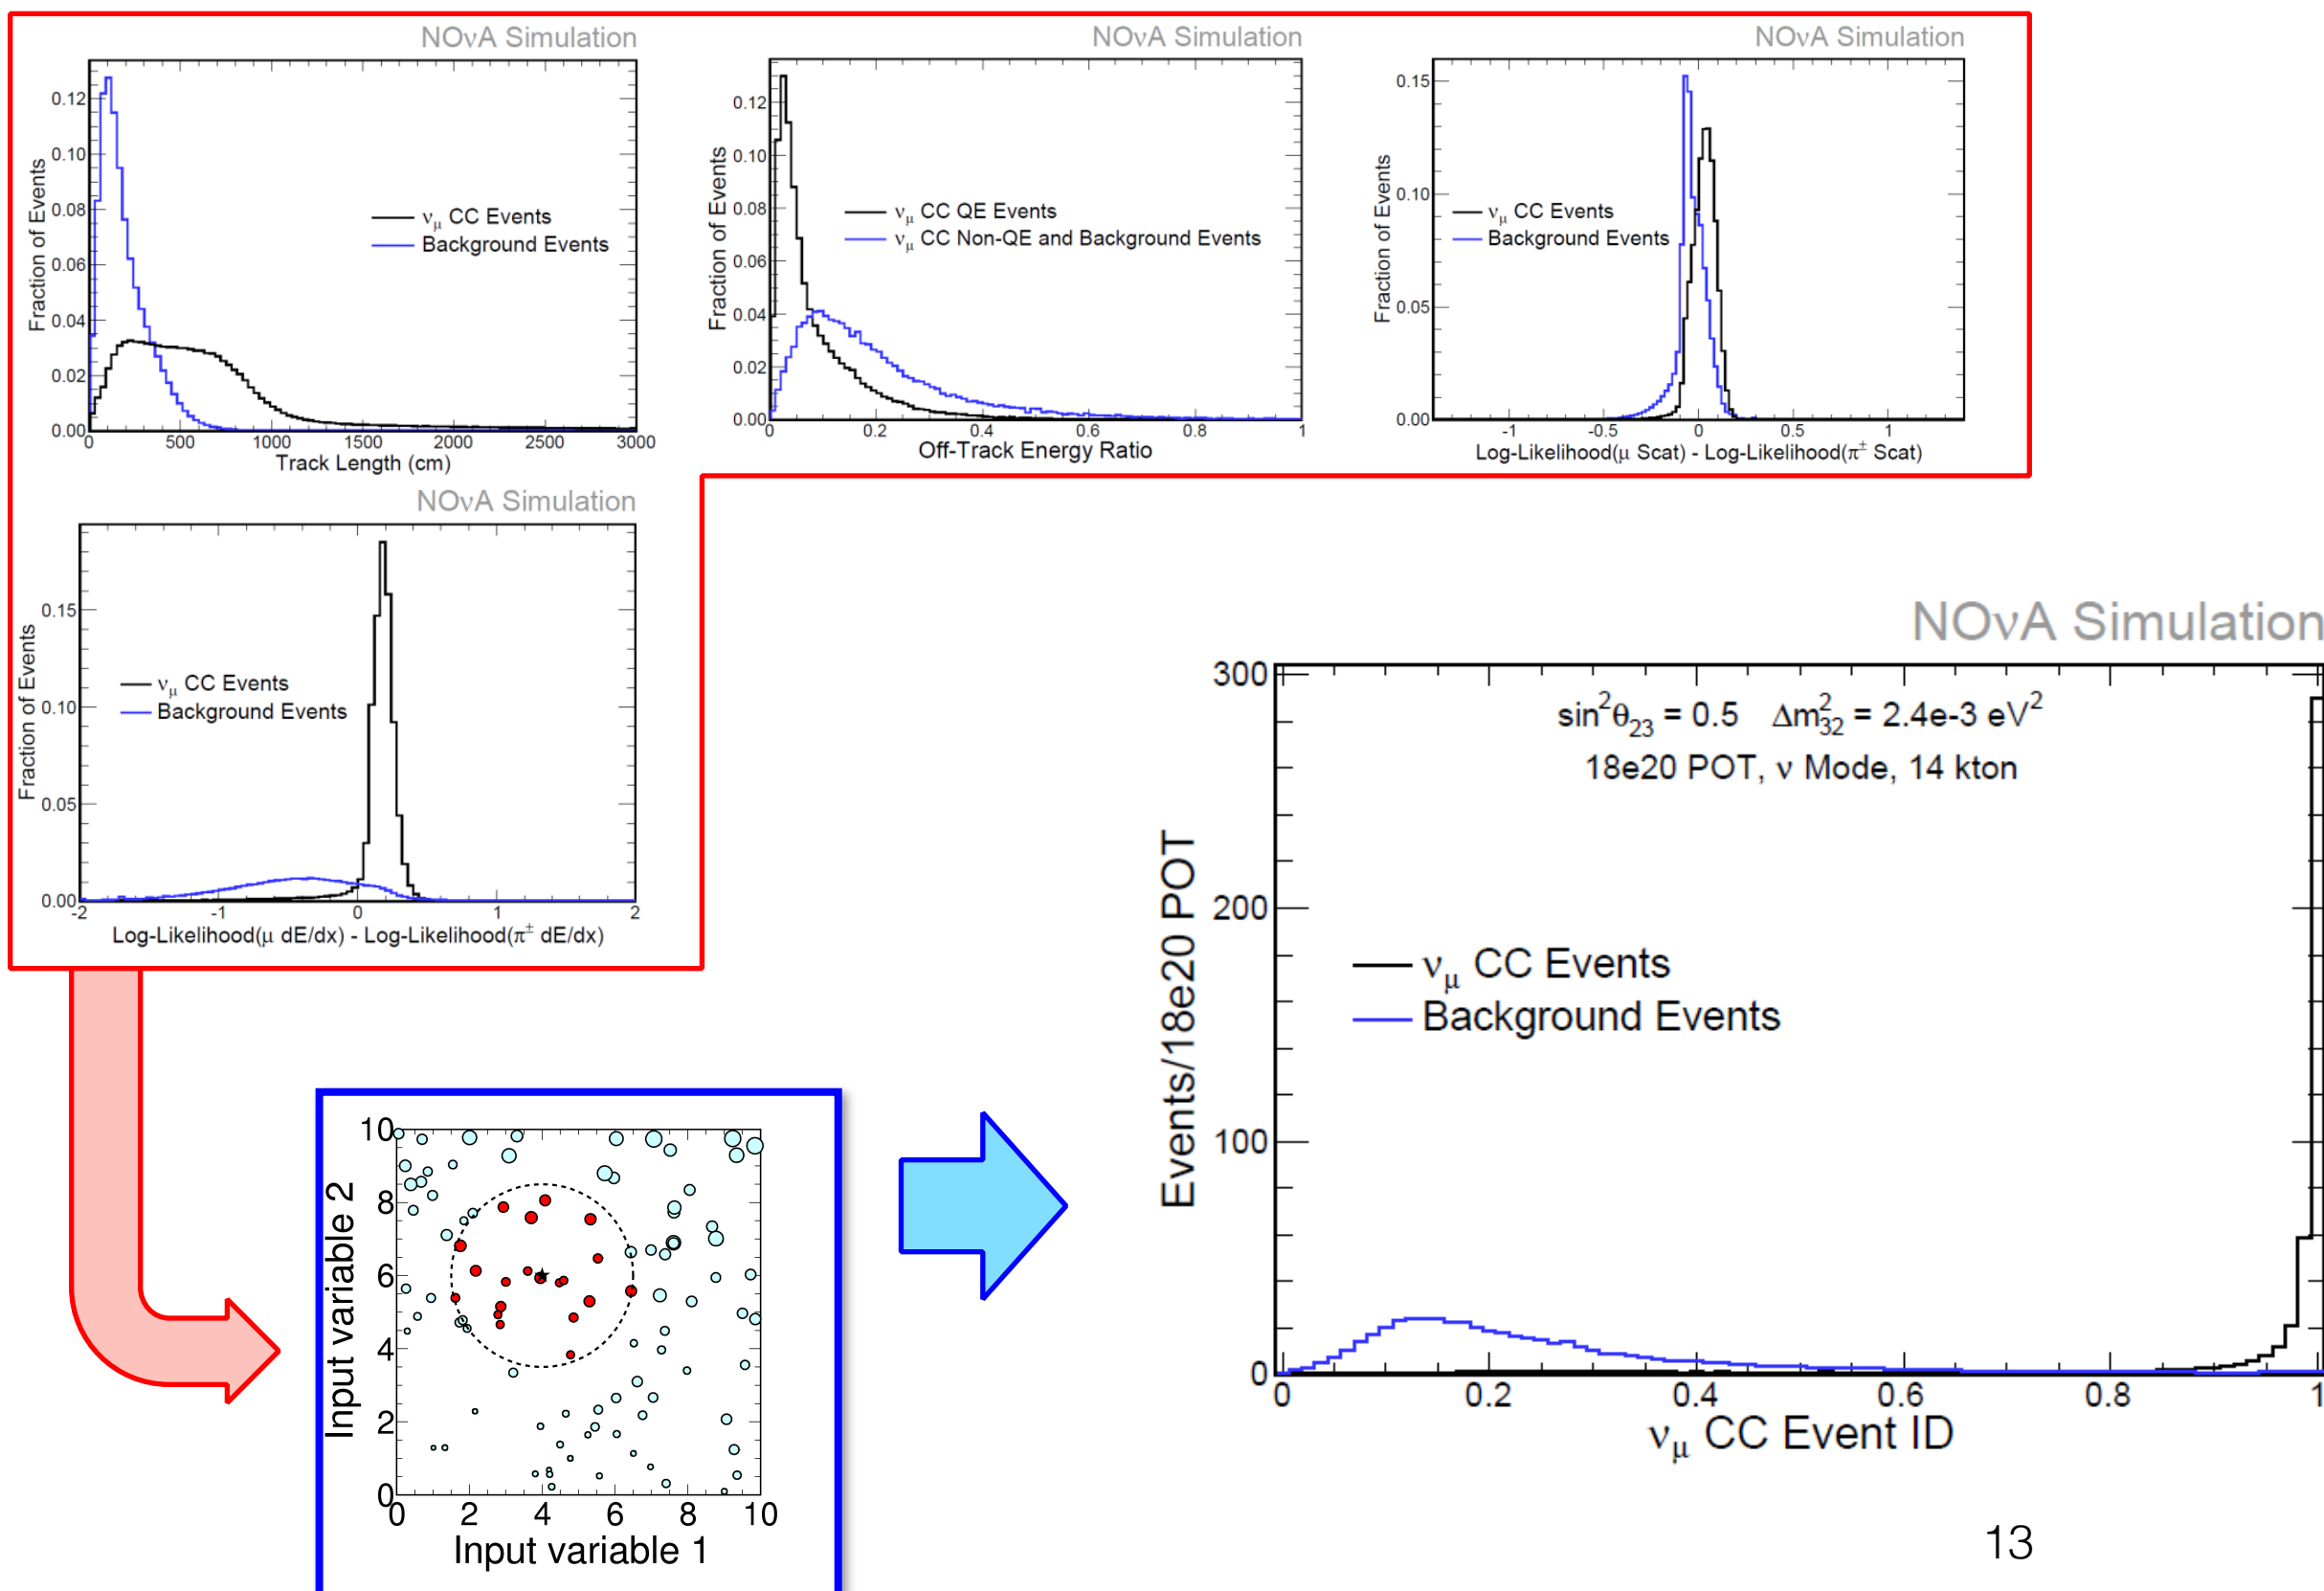 NOνA Simulation
Fraction of Events
0.12
0.10
0.08
0.06
0.04
0.02
0.00
νμ CC Events
Background Events
0 500 1000 1500 2000 2500 3000
Track Length (cm)
NOνA Simulation
Fraction of Events
0.12
0.10
0.08
0.06
0.04
0.02
0.00
νμ CC QE Events
νμ CC Non-QE and Background Events
0 0.2 0.4 0.6 0.8 1
Off-Track Energy Ratio
NOνA Simulation
Fraction of Events
0.15
0.10
0.05
0.00
νμ CC Events
Background Events
-1 -0.5 0 0.5 1
Log-Likelihood(μ Scat) - Log-Likelihood(π± Scat)
NOνA Simulation
Fraction of Events
0.15
0.10
0.05
0.00
νμ CC Events
Background Events
-2 -1 0 1 2
Log-Likelihood(μ dE/dx) - Log-Likelihood(π± dE/dx)
Input variable 2
10
8
6
4
2
0
0 2 4 6 8 10
Input variable 1
NOνA Simulation
sin²θ₂₃ = 0.5 Δm²₃₂ = 2.4e-3 eV²
18e20 POT, ν Mode, 14 kton
Events/18e20 POT
300
200
100
0
νμ CC Events
Background Events
0 0.2 0.4 0.6 0.8 1
νμ CC Event ID
13